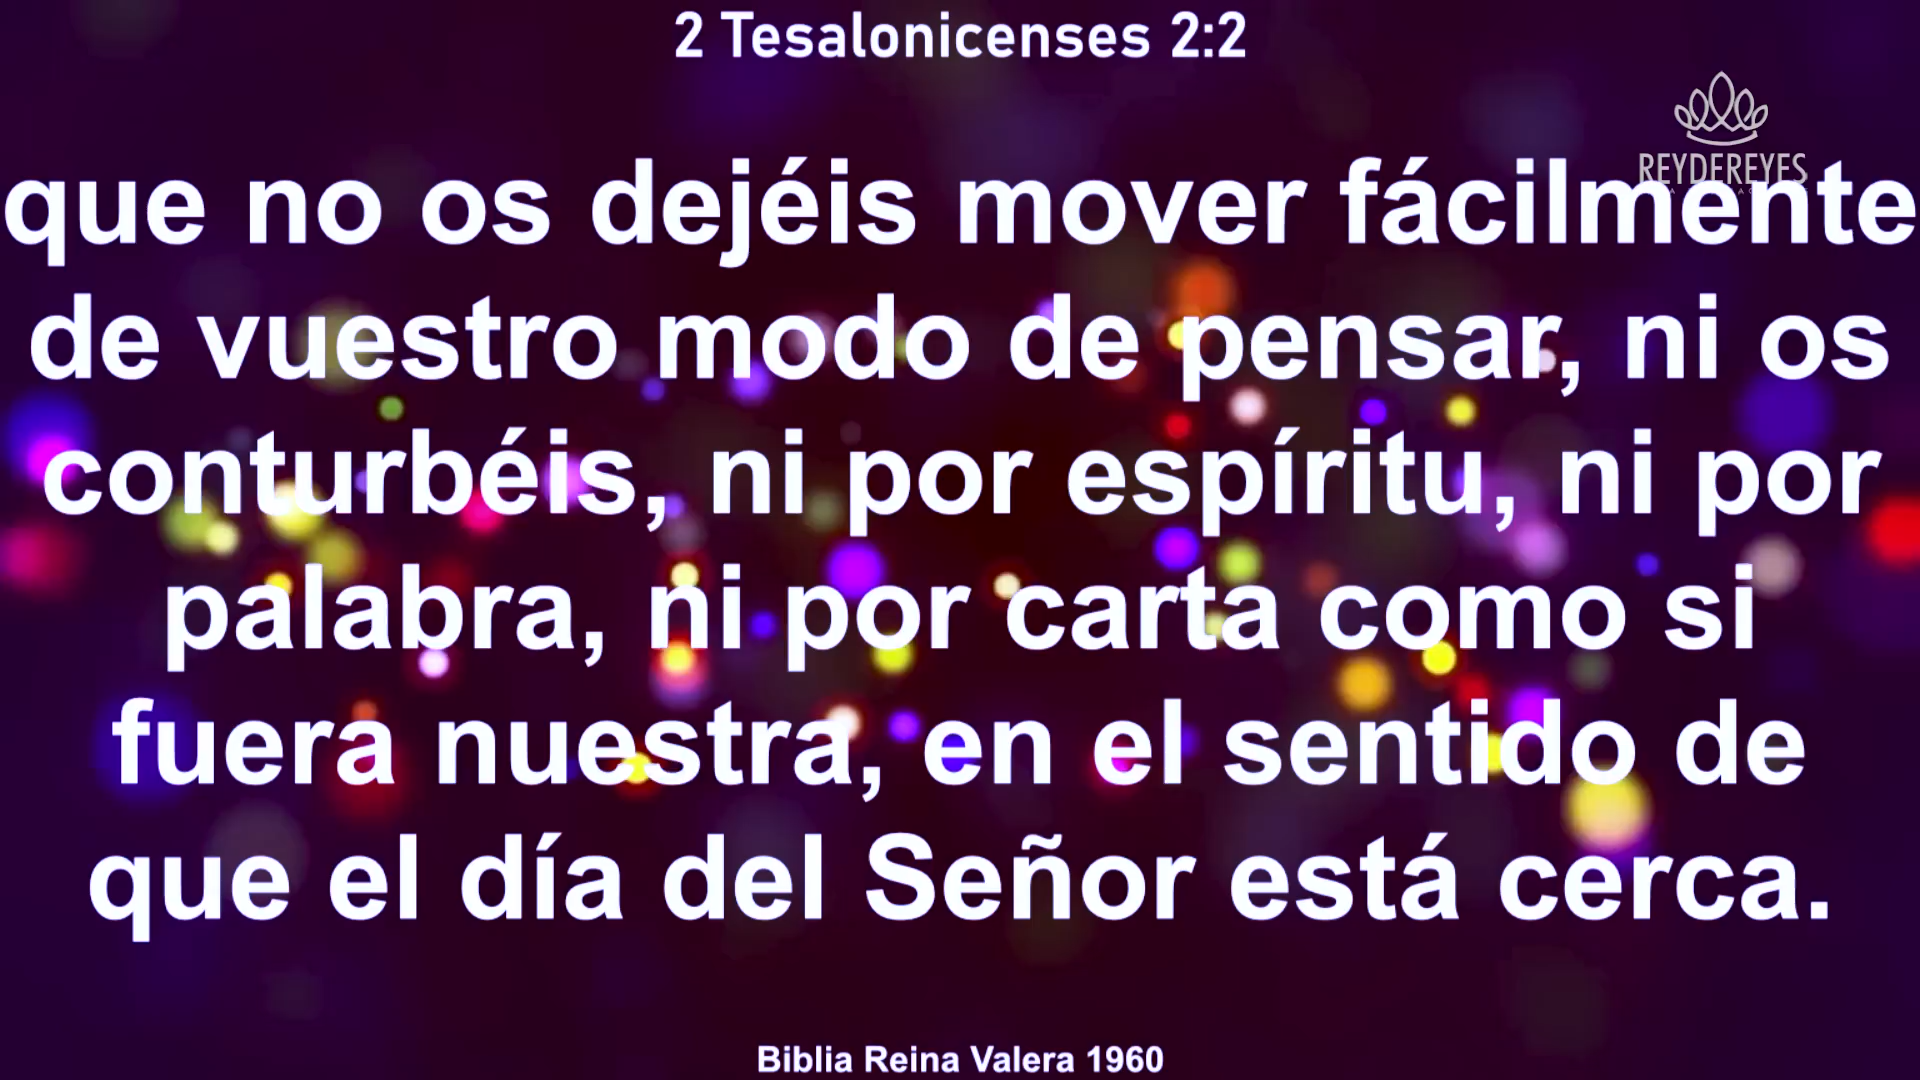 2 Tesalonicenses 2:2
REYDEREYES
que no os dejéis mover fácilmente
de vuestro modo de pensar, ni os
conturbéis, ni por espíritu, ni por
palabra, ni por carta como si
fuera nuestra, en el sentido de
que el día del Señor está cerca.
Biblia Reina Valera 1960